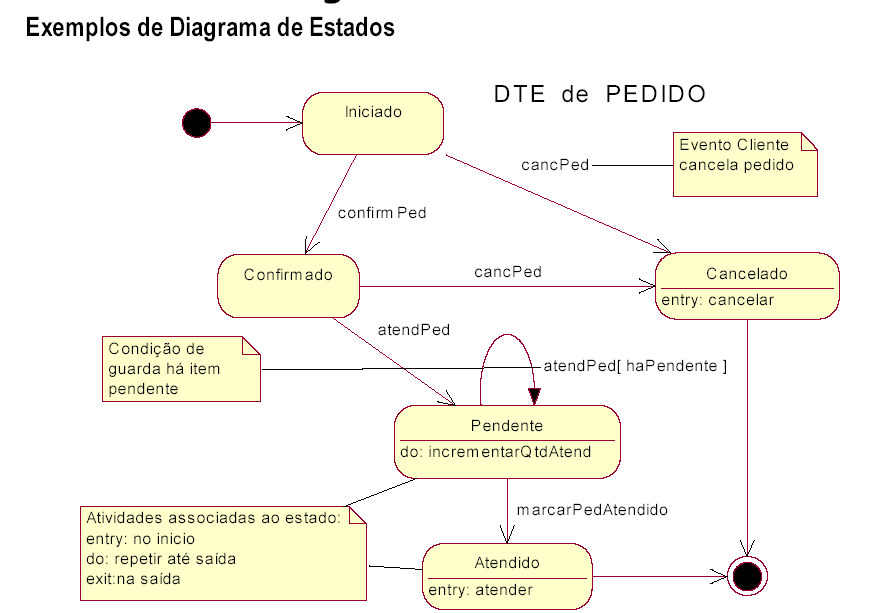 Exemplos de Diagrama de Estados
DTE de PEDIDO
Iniciado
Evento Cliente
cancela pedido
cancPed
confirmPed
Confirmado
cancPed
Cancelado
entry: cancelar
atendPed
Condição de
guarda há item
pendente
atendPed[ haPendente ]
Pendente
do: incrementarQtdAtend
marcarPedAtendido
Atividades associadas ao estado:
entry: no inicio
do: repetir até saída
exit:na saída
Atendido
entry: atender